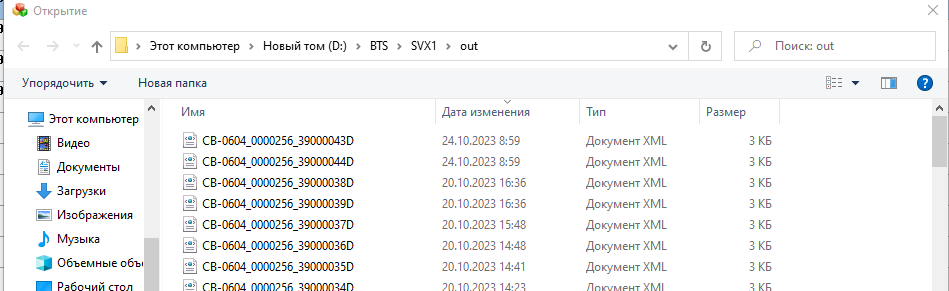 Открытие
Этот компьютер > Новый том (D:) > BTS > SVX1 > out
Поиск: out
Упорядочить
Новая папка
Этот компьютер
Видео
Документы
Загрузки
Изображения
Музыка
Объемные объ
Рабочий стол
Имя Дата изменения Тип Размер
CB-0604_0000256_39000043D 24.10.2023 8:59 Документ XML 3 КБ
CB-0604_0000256_39000044D 24.10.2023 8:59 Документ XML 3 КБ
CB-0604_0000256_39000038D 20.10.2023 16:36 Документ XML 3 КБ
CB-0604_0000256_39000039D 20.10.2023 16:36 Документ XML 3 КБ
CB-0604_0000256_39000037D 20.10.2023 15:48 Документ XML 3 КБ
CB-0604_0000256_39000036D 20.10.2023 14:48 Документ XML 3 КБ
CB-0604_0000256_39000035D 20.10.2023 14:41 Документ XML 3 КБ
CB-0604_0000256_39000034D 20.10.2023 14:23 Документ XML 3 КБ